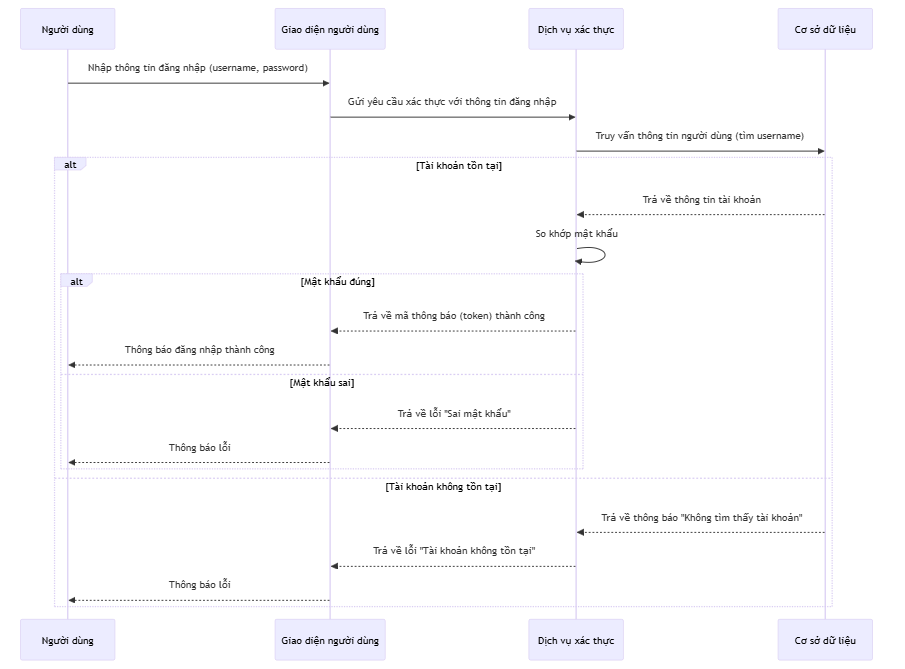 Người dùng
Giao diện người dùng
Dịch vụ xác thực
Cơ sở dữ liệu
Nhập thông tin đăng nhập (username, password)
Gửi yêu cầu xác thực với thông tin đăng nhập
Truy vấn thông tin người dùng (tìm username)
alt
[Tài khoản tồn tại]
Trả về thông tin tài khoản
So khớp mật khẩu
alt
[Mật khẩu đúng]
Trả về mã thông báo (token) thành công
Thông báo đăng nhập thành công
[Mật khẩu sai]
Trả về lỗi "Sai mật khẩu"
Thông báo lỗi
[Tài khoản không tồn tại]
Trả về thông báo "Không tìm thấy tài khoản"
Trả về lỗi "Tài khoản không tồn tại"
Thông báo lỗi
Người dùng
Giao diện người dùng
Dịch vụ xác thực
Cơ sở dữ liệu